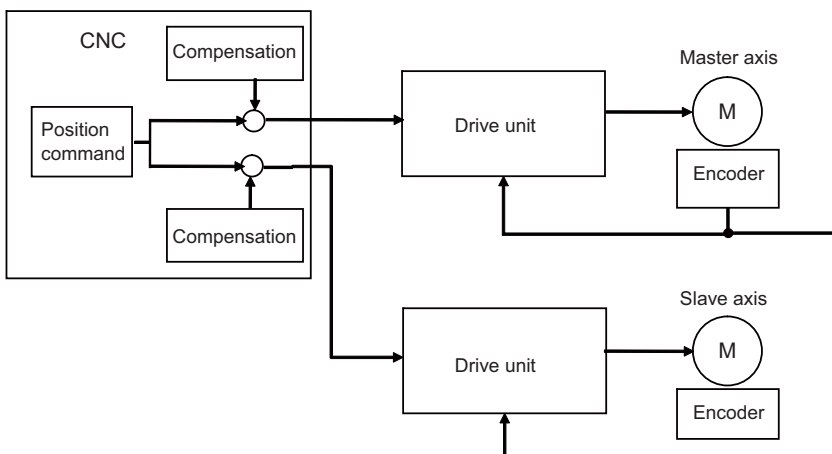 CNC
Compensation
Position
command
Compensation
Drive unit
Master axis
M
Encoder
Slave axis
Drive unit
M
Encoder